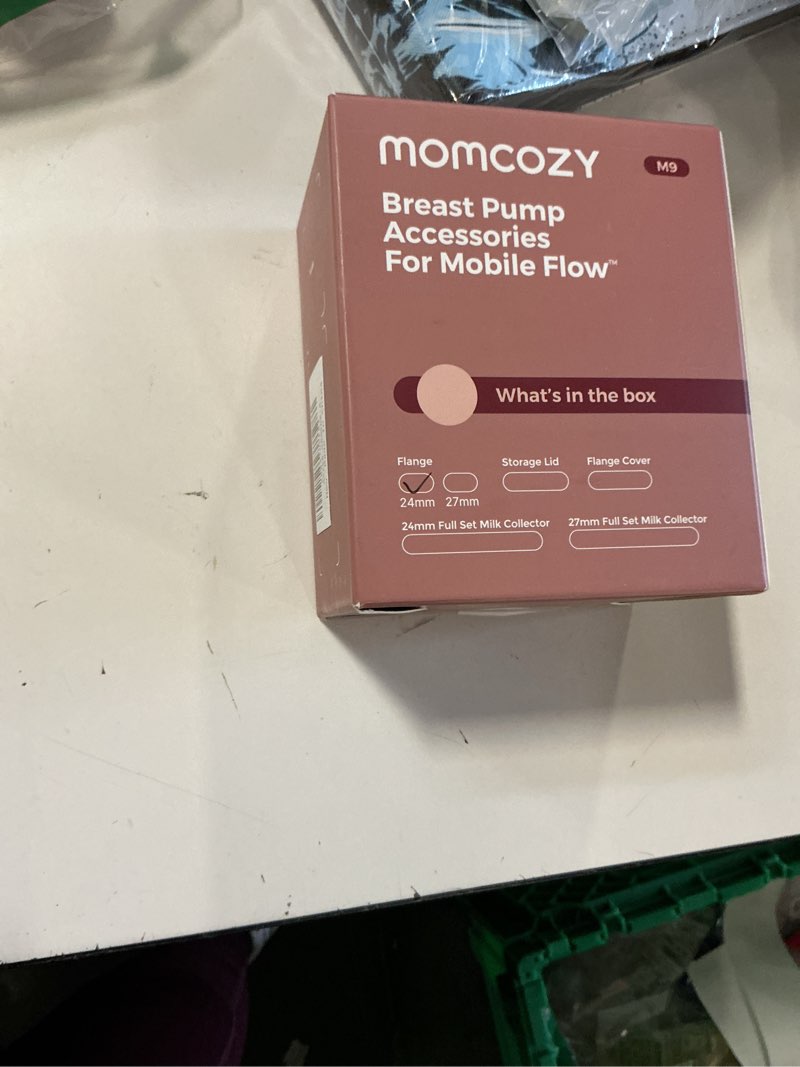 momcozy
M9
Breast Pump
Accessories
For Mobile Flow™
What's in the box
Flange
Storage Lid
Flange Cover
24mm
27mm
24mm Full Set Milk Collector
27mm Full Set Milk Collector